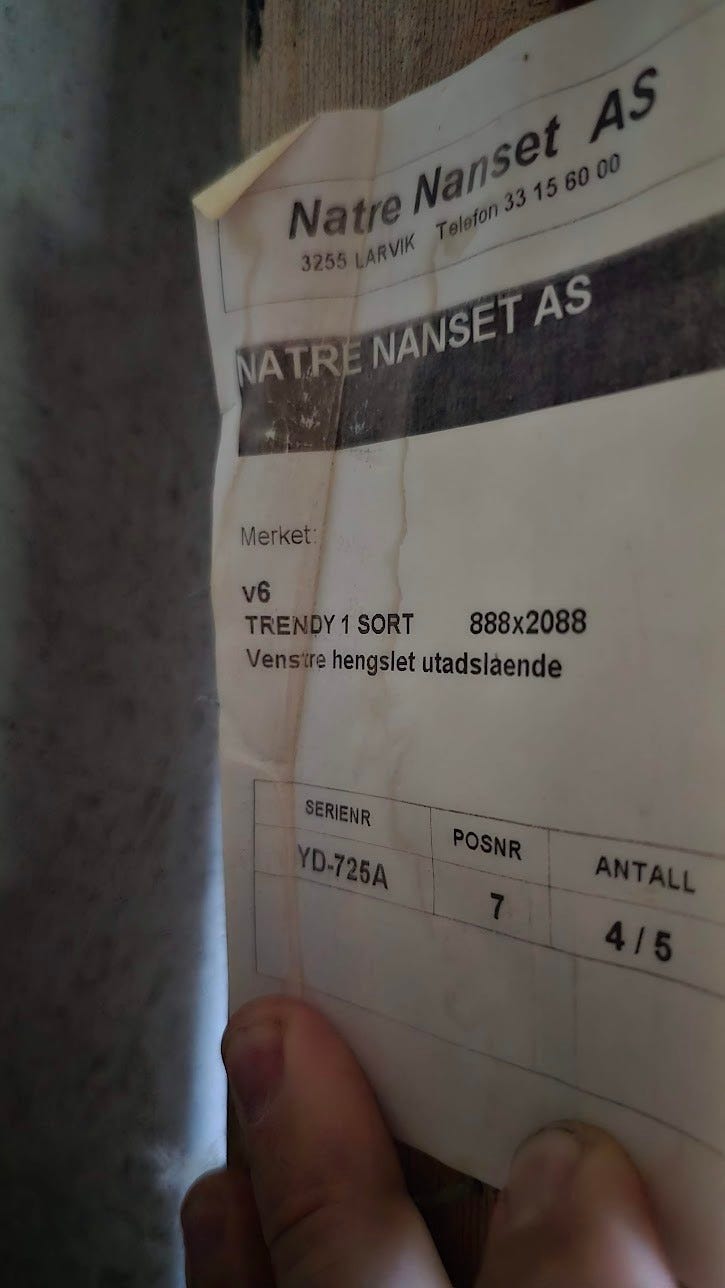 Natre Nanset AS
3255 LARVIK Telefon 33 15 60 00
NATRE NANSET AS
Merket:
v6
TRENDY 1 SORT 888x2088
Venstre hengslet utadslående
SERIENR POSNR ANTALL
YD-725A 7 4 / 5